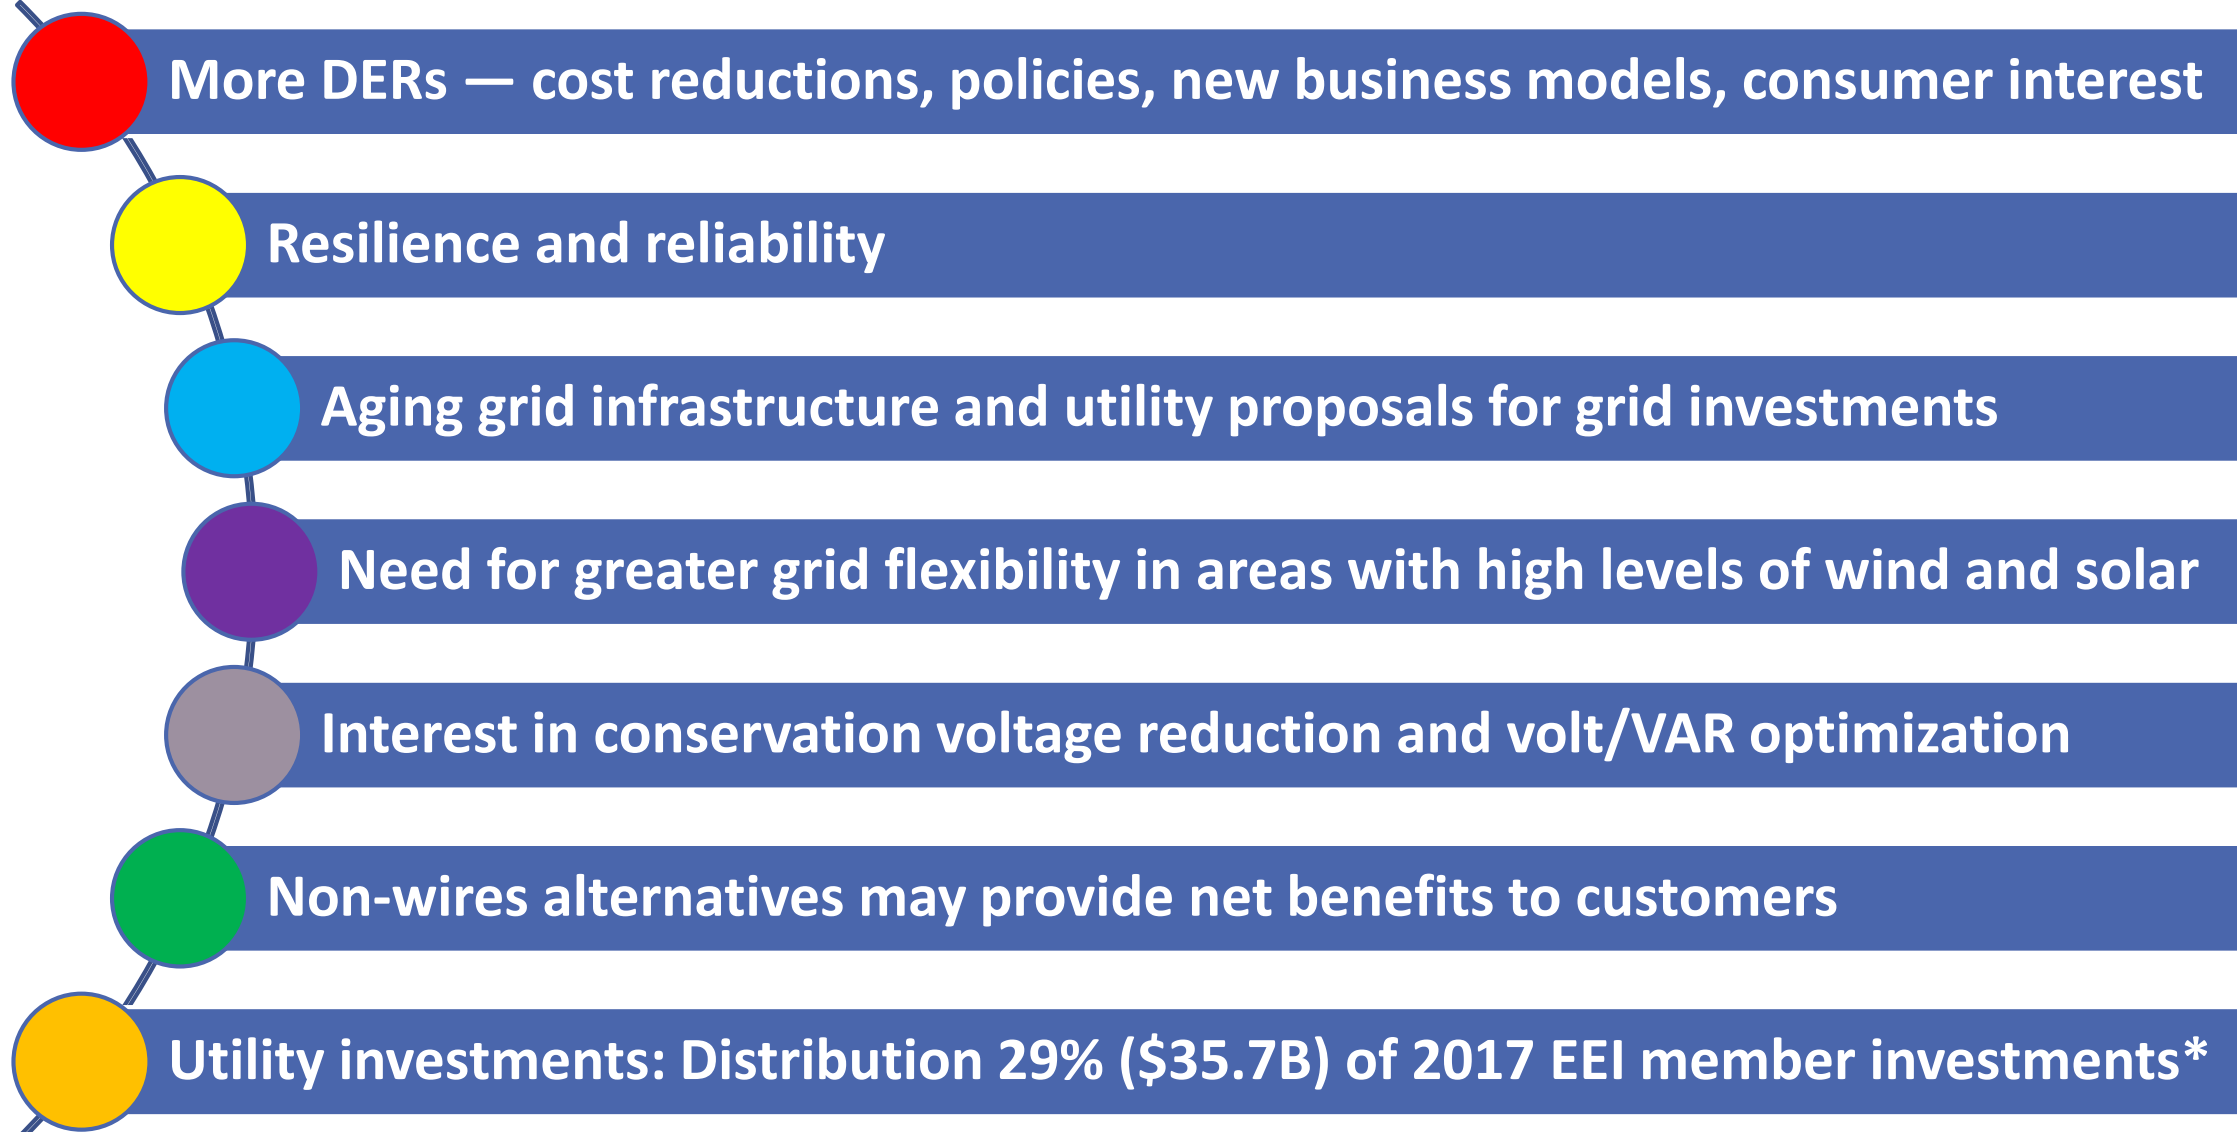 More DERs — cost reductions, policies, new business models, consumer interest
Resilience and reliability
Aging grid infrastructure and utility proposals for grid investments
Need for greater grid flexibility in areas with high levels of wind and solar
Interest in conservation voltage reduction and volt/VAR optimization
Non-wires alternatives may provide net benefits to customers
Utility investments: Distribution 29% ($35.7B) of 2017 EEI member investments*